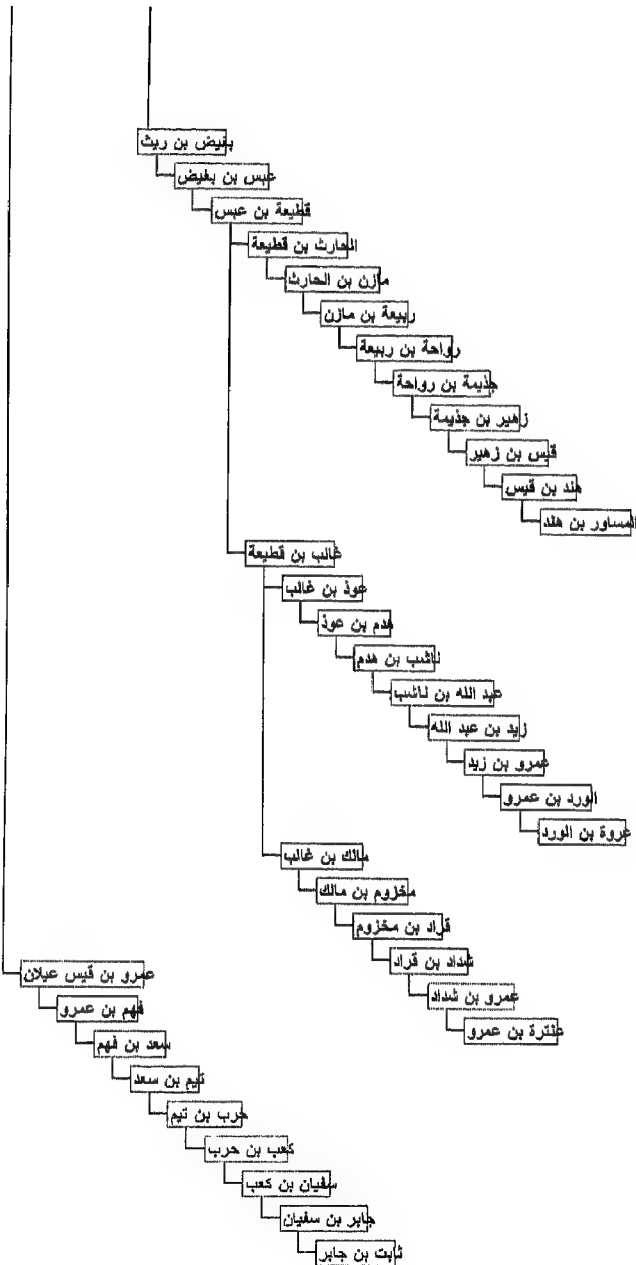 بغيض بن ريث
عبس بن بغيض
قطيعة بن عبس
الحارث بن قطيعة
مازن بن الحارث
ربيعة بن مازن
رواحة بن ربيعة
جذيمة بن رواحة
زهير بن جذيمة
قيس بن زهير
هند بن قيس
المساور بن هند
غالب بن قطيعة
عوذ بن غالب
هدم بن عوذ
ناشب بن هدم
عبد الله بن ناشب
زيد بن عبد الله
عمرو بن زيد
الورد بن عمرو
عروة بن الورد
مالك بن غالب
مخزوم بن مالك
قراد بن مخزوم
شداد بن قراد
عمرو بن شداد
عنترة بن عمرو
عمرو بن قيس عيلان
فهم بن عمرو
سعد بن فهم
تيم بن سعد
حرب بن تيم
كعب بن حرب
سفيان بن كعب
جابر بن سفيان
ثابت بن جابر